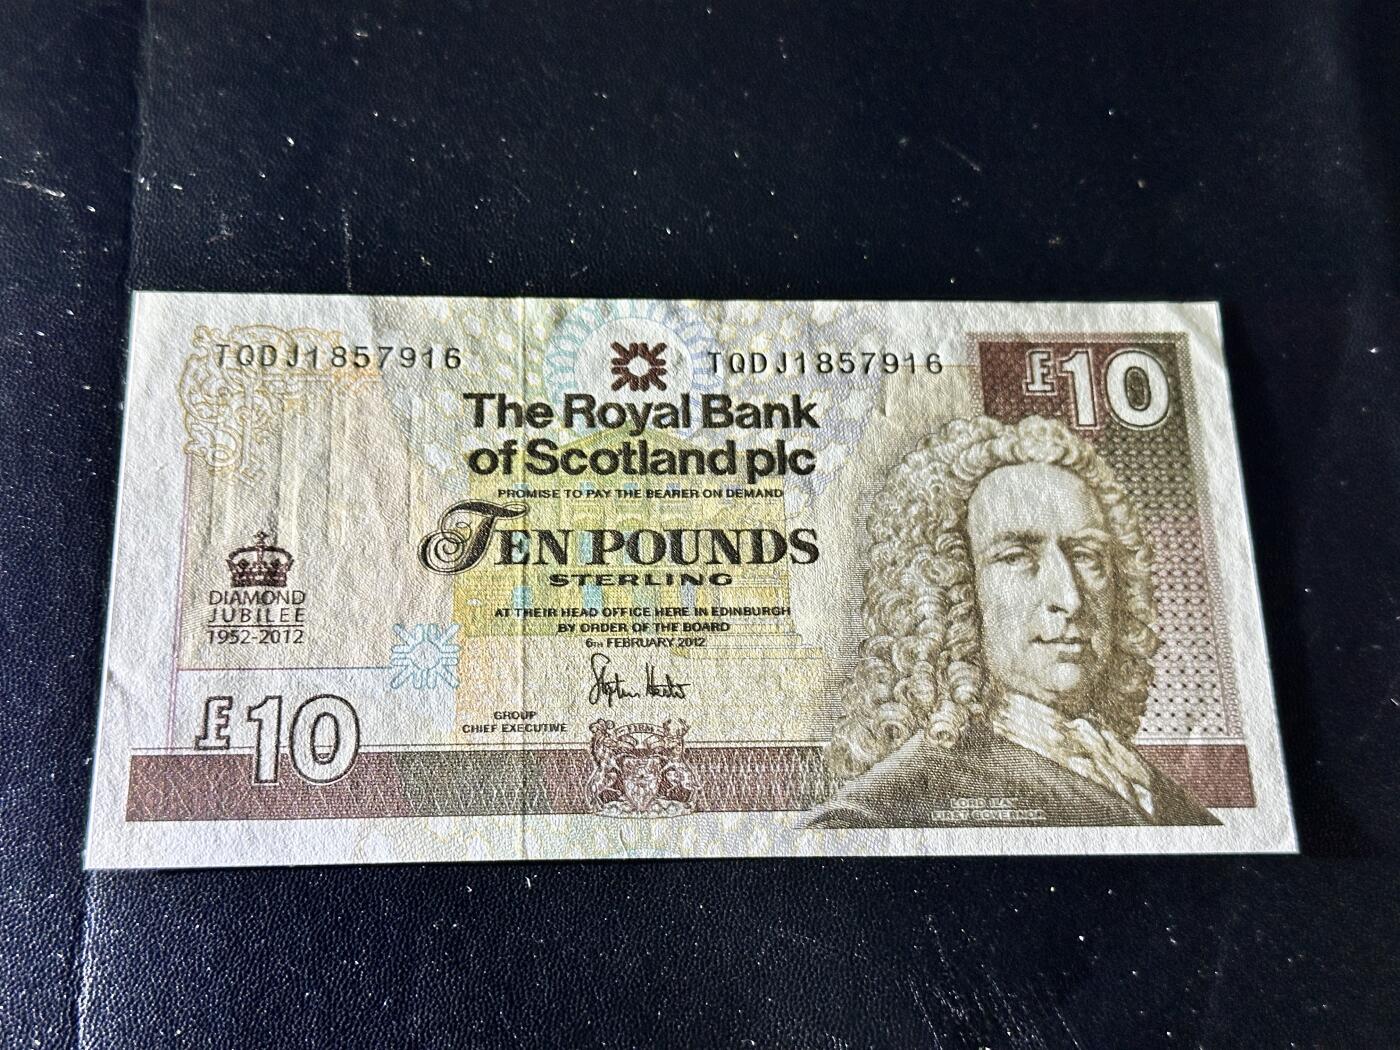 TQDJ1857916
TQDJ1857916
£10
The Royal Bank
of Scotland plc
PROMISE TO PAY THE BEARER ON DEMAND
TEN POUNDS
STERLING
AT THEIR HEAD OFFICE HERE IN EDINBURGH
BY ORDER OF THE BOARD
6TH FEBRUARY 2012
GROUP
CHIEF EXECUTIVE
DIAMOND
JUBILEE
1952-2012
£10
FIRM
LORD ILAY
FIRST GOVERNOR